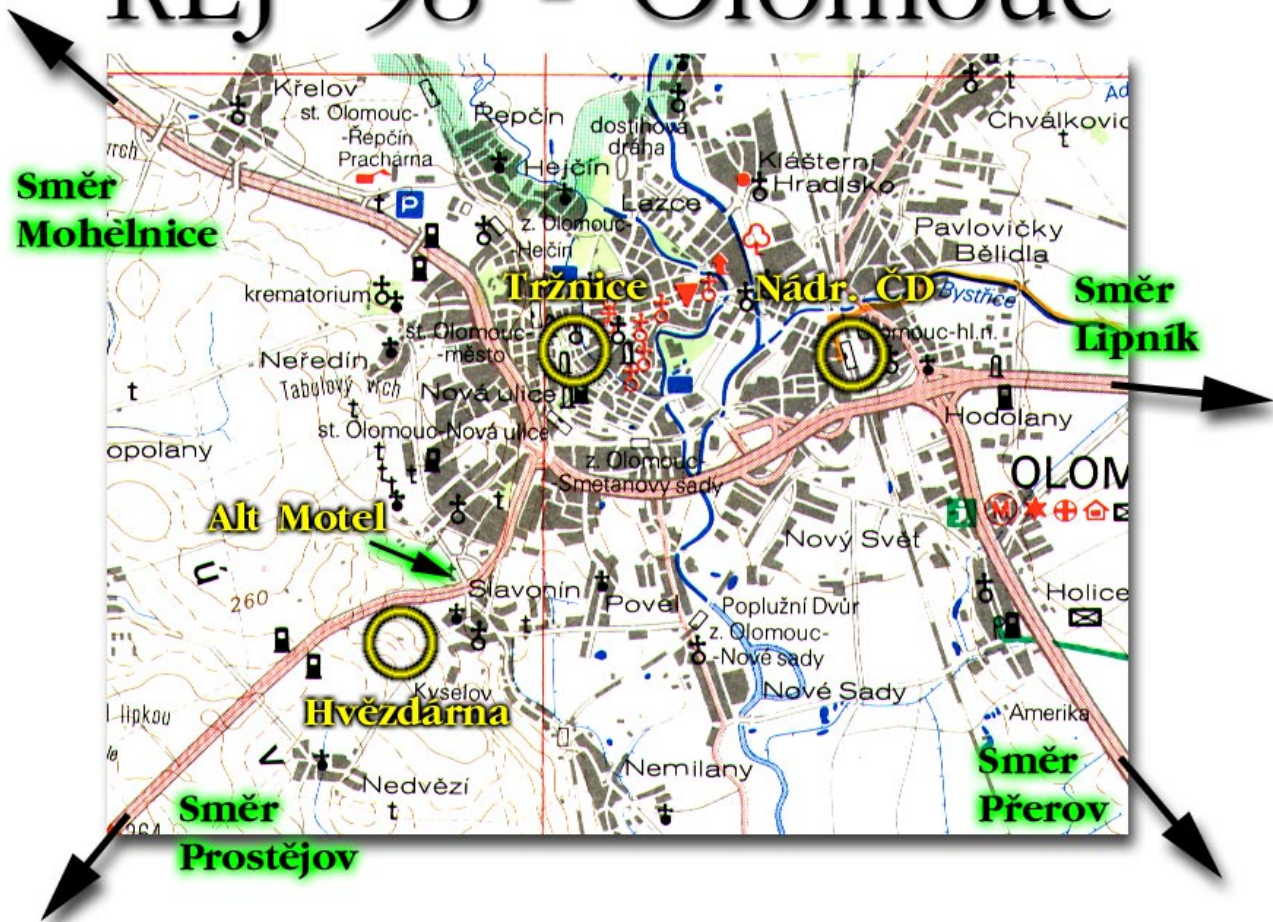 REJ '98 - Olomouc
Křelov
st. Olomouc-
-Řepčín
Prachárna
Řepčín
dostihová
dráha
Chválkovic
vrch
Hejčín
Klášterní
Hradisko
Směr
Mohělnice
P
Lazce
z. Olomouc-
-Hejčín
Pavlovičky
Bělidla
krematorium
Tržnice
Nádr. ČD
Bystřice
Směr
Lipník
st. Olomouc-
-město
Olomouc-hl.n.
Neředín
Tabulový vrch
Nová ulice
Hodolany
st. Olomouc-Nová ulice
opolany
z. Olomouc-
-Smetanovy sady
OLOM
Alt Motel
Nový Svět
260
Slavonín
Povel
Poplužní Dvůr
Holice
z. Olomouc-
-Nové sady
Kyselov
Nové Sady
Hvězdárna
lipkou
Amerika
Nedvězí
Nemilany
Směr
Přerov
Směr
Prostějov
264